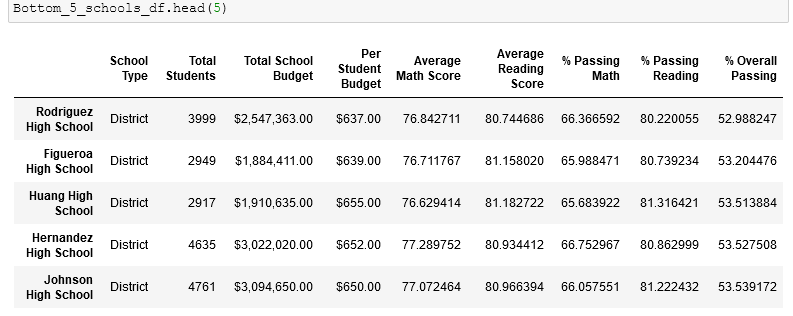 Bottom_5_schools_df.head(5)
School Type Total Students Total School Budget Per Student Budget Average Math Score Average Reading Score % Passing Math % Passing Reading % Overall Passing
Rodriguez High School District 3999 $2,547,363.00 $637.00 76.842711 80.744686 66.366592 80.220055 52.988247
Figueroa High School District 2949 $1,884,411.00 $639.00 76.711767 81.158020 65.988471 80.739234 53.204476
Huang High School District 2917 $1,910,635.00 $655.00 76.629414 81.182722 65.683922 81.316421 53.513884
Hernandez High School District 4635 $3,022,020.00 $652.00 77.289752 80.934412 66.752967 80.862999 53.527508
Johnson High School District 4761 $3,094,650.00 $650.00 77.072464 80.966394 66.057551 81.222432 53.539172